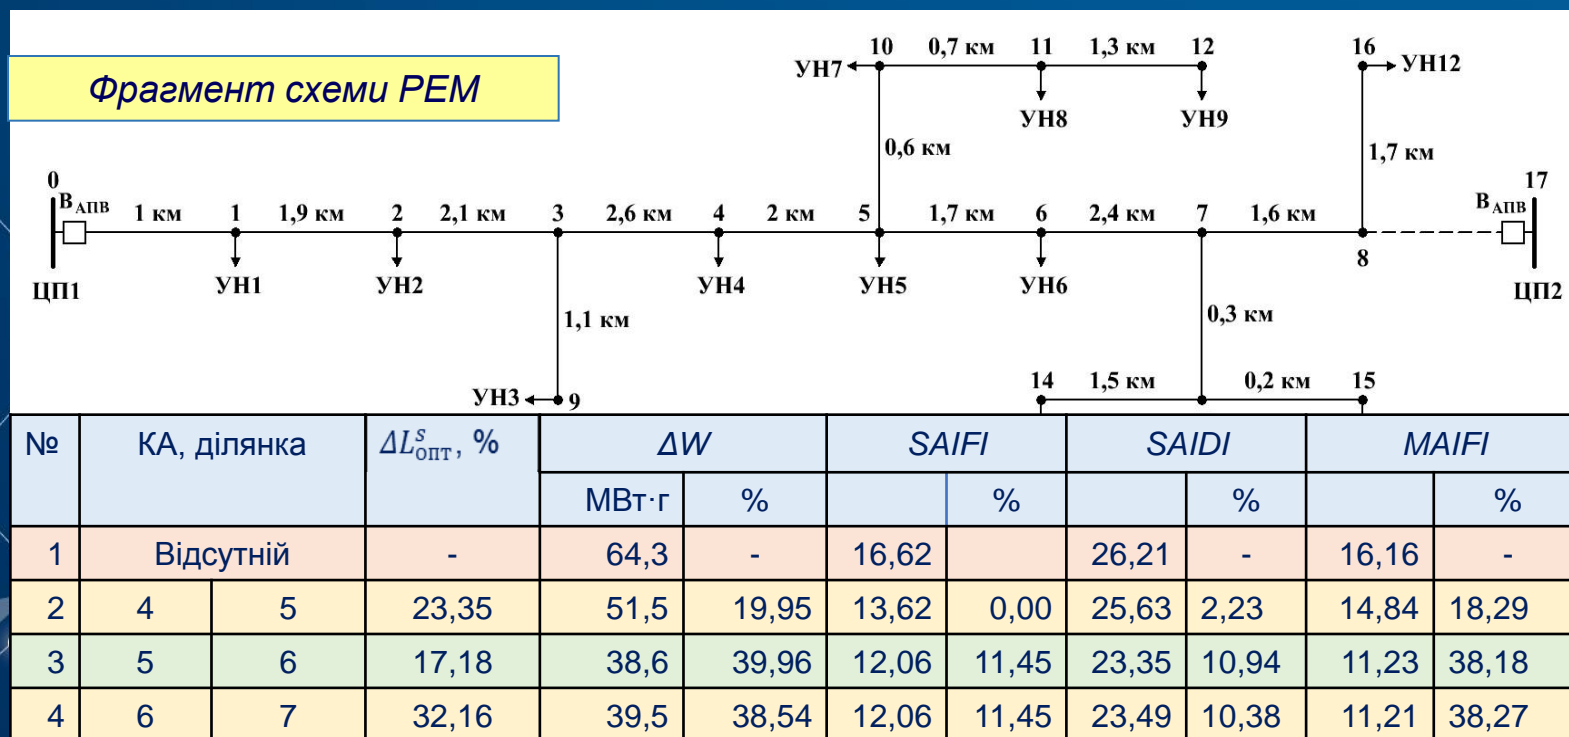 Фрагмент схеми РЕМ
10 0,7 км 11 1,3 км 12 16
УН7 УН12
УН8 УН9
0,6 км 1,7 км
0 17
ВАПВ 1 км 1 1,9 км 2 2,1 км 3 2,6 км 4 2 км 5 1,7 км 6 2,4 км 7 1,6 км ВАПВ
8
ЦП1 УН1 УН2 УН4 УН5 УН6 ЦП2
1,1 км 0,3 км
14 1,5 км 0,2 км 15
УН3 9
№ КА, ділянка ΔLˢопт, % ΔW SAIFI SAIDI MAIFI
МВт·г % % % %
1 Відсутній - 64,3 - 16,62 26,21 - 16,16 -
2 4 5 23,35 51,5 19,95 13,62 0,00 25,63 2,23 14,84 18,29
3 5 6 17,18 38,6 39,96 12,06 11,45 23,35 10,94 11,23 38,18
4 6 7 32,16 39,5 38,54 12,06 11,45 23,49 10,38 11,21 38,27